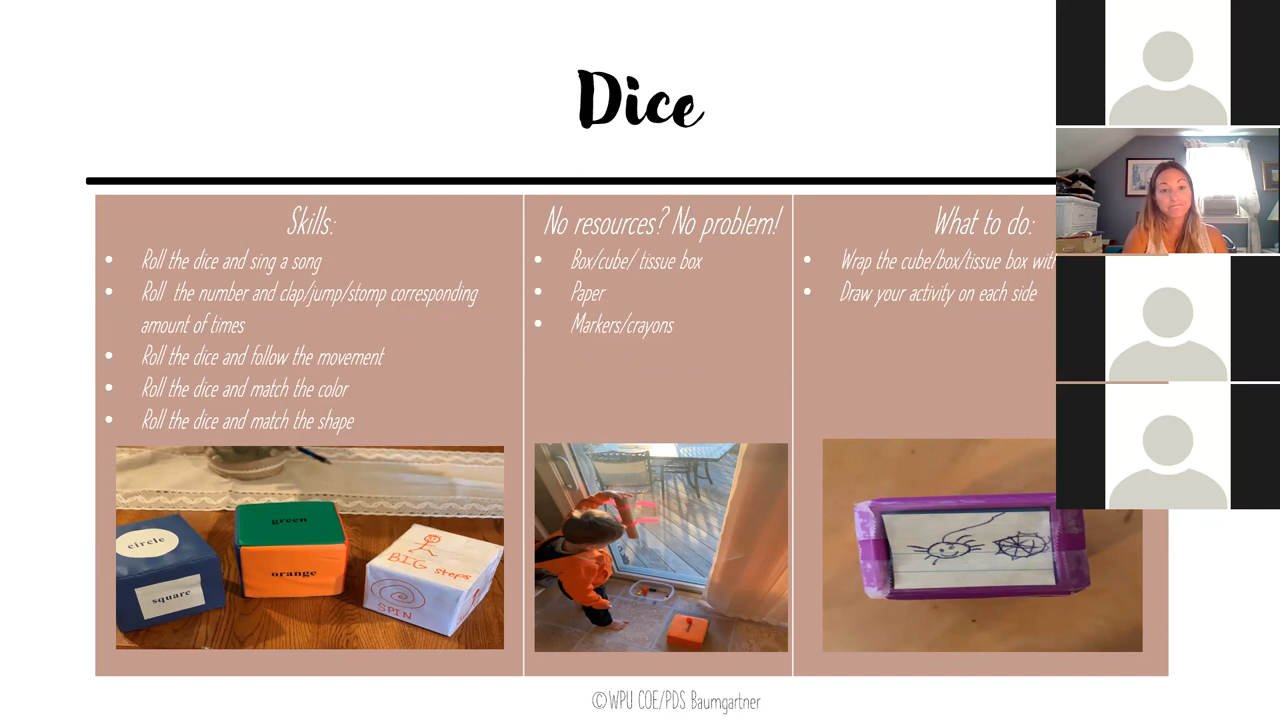 Dice
Skills:
Roll the dice and sing a song
Roll the number and clap/jump/stomp corresponding
amount of times
Roll the dice and follow the movement
Roll the dice and match the color
Roll the dice and match the shape
No resources? No problem!
Box/cube/ tissue box
Paper
Markers/crayons
What to do:
Wrap the cube/box/tissue box with
Draw your activity on each side
circle
square
green
orange
BIG steps
SPIN
©WPU COE/PDS Baumgartner